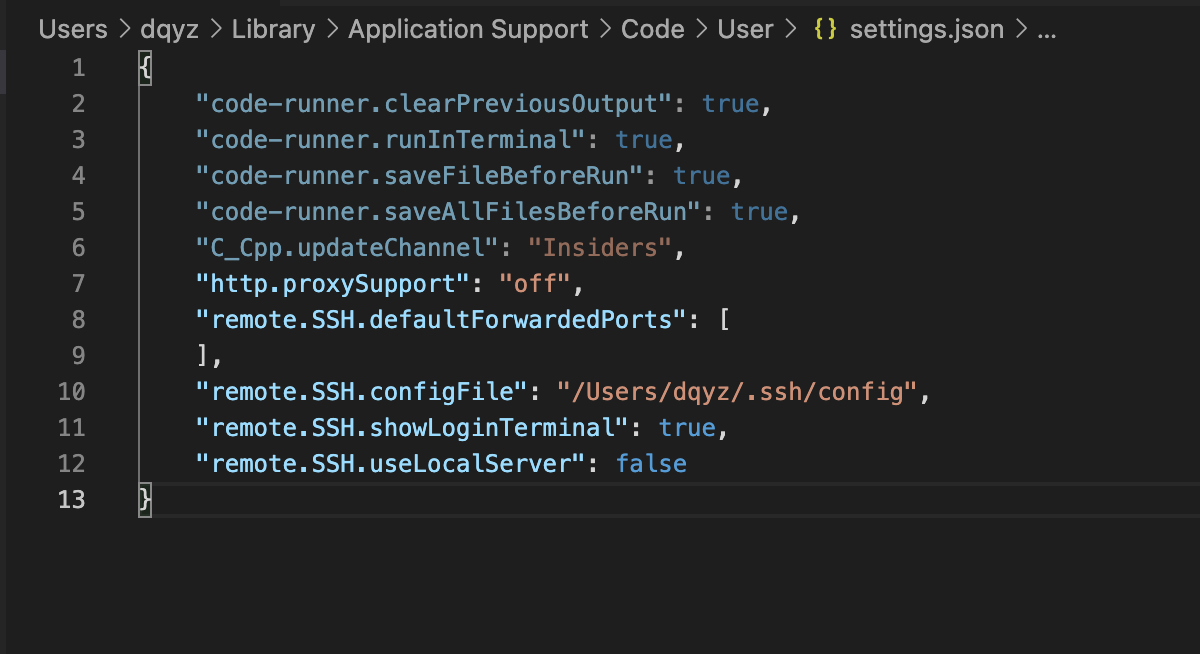 Users > dqyz > Library > Application Support > Code > User > {} settings.json > ...
1 {
2 "code-runner.clearPreviousOutput": true,
3 "code-runner.runInTerminal": true,
4 "code-runner.saveFileBeforeRun": true,
5 "code-runner.saveAllFilesBeforeRun": true,
6 "C_Cpp.updateChannel": "Insiders",
7 "http.proxySupport": "off",
8 "remote.SSH.defaultForwardedPorts": [
9 ],
10 "remote.SSH.configFile": "/Users/dqyz/.ssh/config",
11 "remote.SSH.showLoginTerminal": true,
12 "remote.SSH.useLocalServer": false
13 }